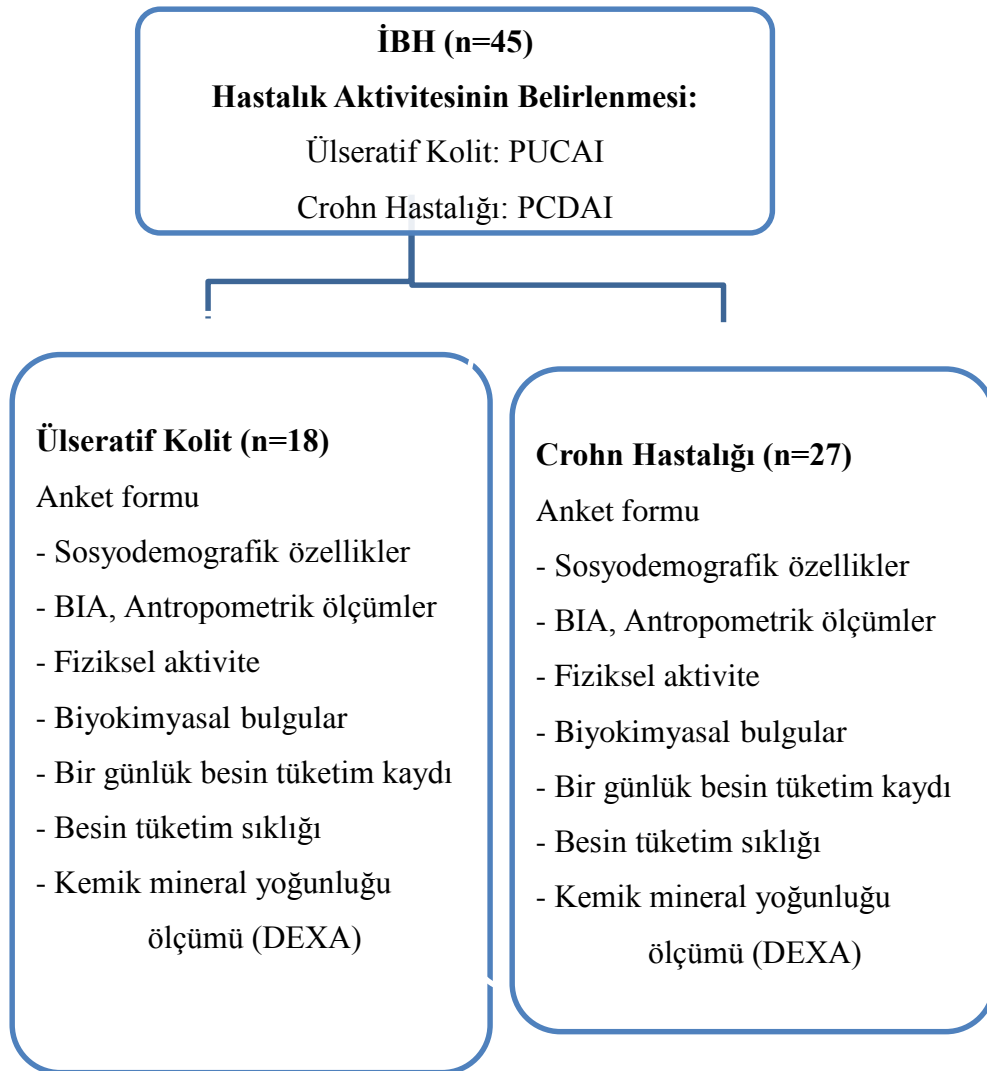 İBH (n=45)
Hastalık Aktivitesinin Belirlenmesi:
Ülseratif Kolit: PUCAI
Crohn Hastalığı: PCDAI
Ülseratif Kolit (n=18)
Anket formu
- Sosyodemografik özellikler
- BIA, Antropometrik ölçümler
- Fiziksel aktivite
- Biyokimyasal bulgular
- Bir günlük besin tüketim kaydı
- Besin tüketim sıklığı
- Kemik mineral yoğunluğu
ölçümü (DEXA)
Crohn Hastalığı (n=27)
Anket formu
- Sosyodemografik özellikler
- BIA, Antropometrik ölçümler
- Fiziksel aktivite
- Biyokimyasal bulgular
- Bir günlük besin tüketim kaydı
- Besin tüketim sıklığı
- Kemik mineral yoğunluğu
ölçümü (DEXA)